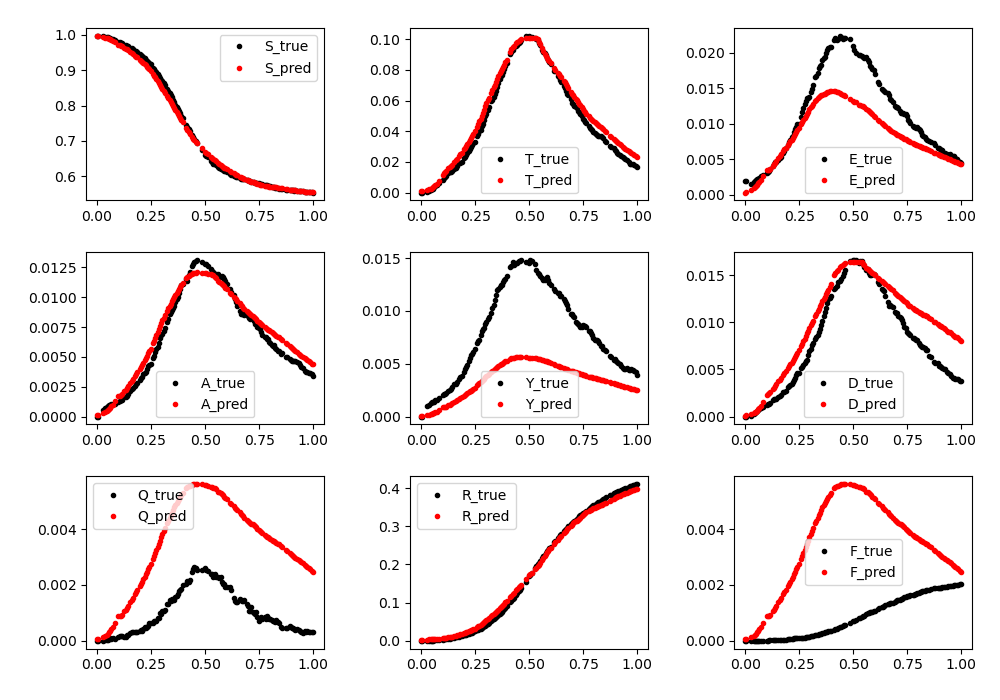 1.0
0.9
0.8
0.7
0.6
0.00 0.25 0.50 0.75 1.00
S_true
S_pred
0.10
0.08
0.06
0.04
0.02
0.00
0.00 0.25 0.50 0.75 1.00
T_true
T_pred
0.020
0.015
0.010
0.005
0.000
0.00 0.25 0.50 0.75 1.00
E_true
E_pred
0.0125
0.0100
0.0075
0.0050
0.0025
0.0000
0.00 0.25 0.50 0.75 1.00
A_true
A_pred
0.015
0.010
0.005
0.000
0.00 0.25 0.50 0.75 1.00
Y_true
Y_pred
0.015
0.010
0.005
0.000
0.00 0.25 0.50 0.75 1.00
D_true
D_pred
0.004
0.002
0.000
0.00 0.25 0.50 0.75 1.00
Q_true
Q_pred
0.4
0.3
0.2
0.1
0.0
0.00 0.25 0.50 0.75 1.00
R_true
R_pred
0.004
0.002
0.000
0.00 0.25 0.50 0.75 1.00
F_true
F_pred